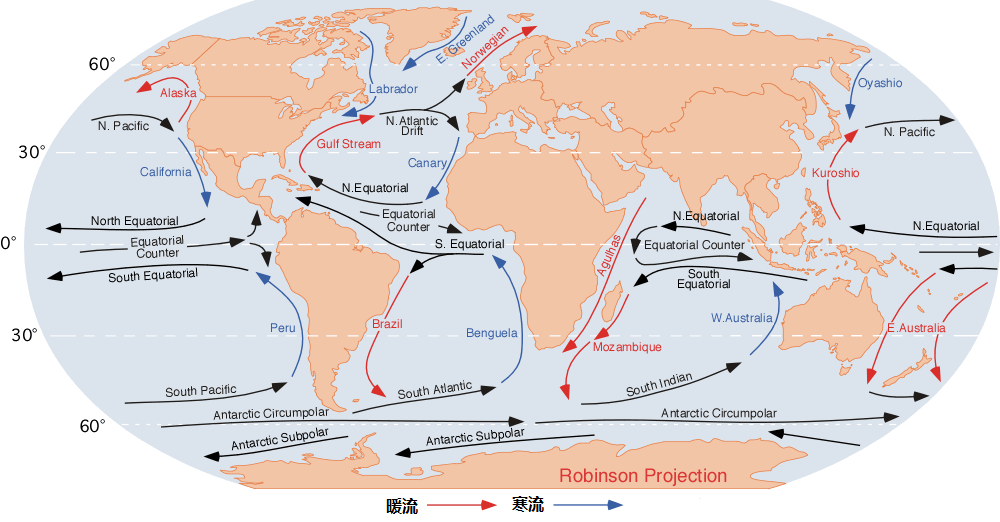 E. Greenland
Norwegian
60°
Alaska
Labrador
Oyashio
N. Pacific
N. Atlantic
Drift
N. Pacific
30°
Gulf Stream
California
Canary
Kuroshio
N.Equatorial
North Equatorial
Equatorial
Counter
N.Equatorial
N.Equatorial
0°
Equatorial
Counter
S. Equatorial
Equatorial Counter
South Equatorial
South
Equatorial
Agulhas
Peru
Brazil
Benguela
W.Australia
E.Australia
30°
Mozambique
South Pacific
South Atlantic
South Indian
Antarctic Circumpolar
Antarctic Circumpolar
60°
Antarctic Subpolar
Antarctic Subpolar
Robinson Projection
暖流
寒流